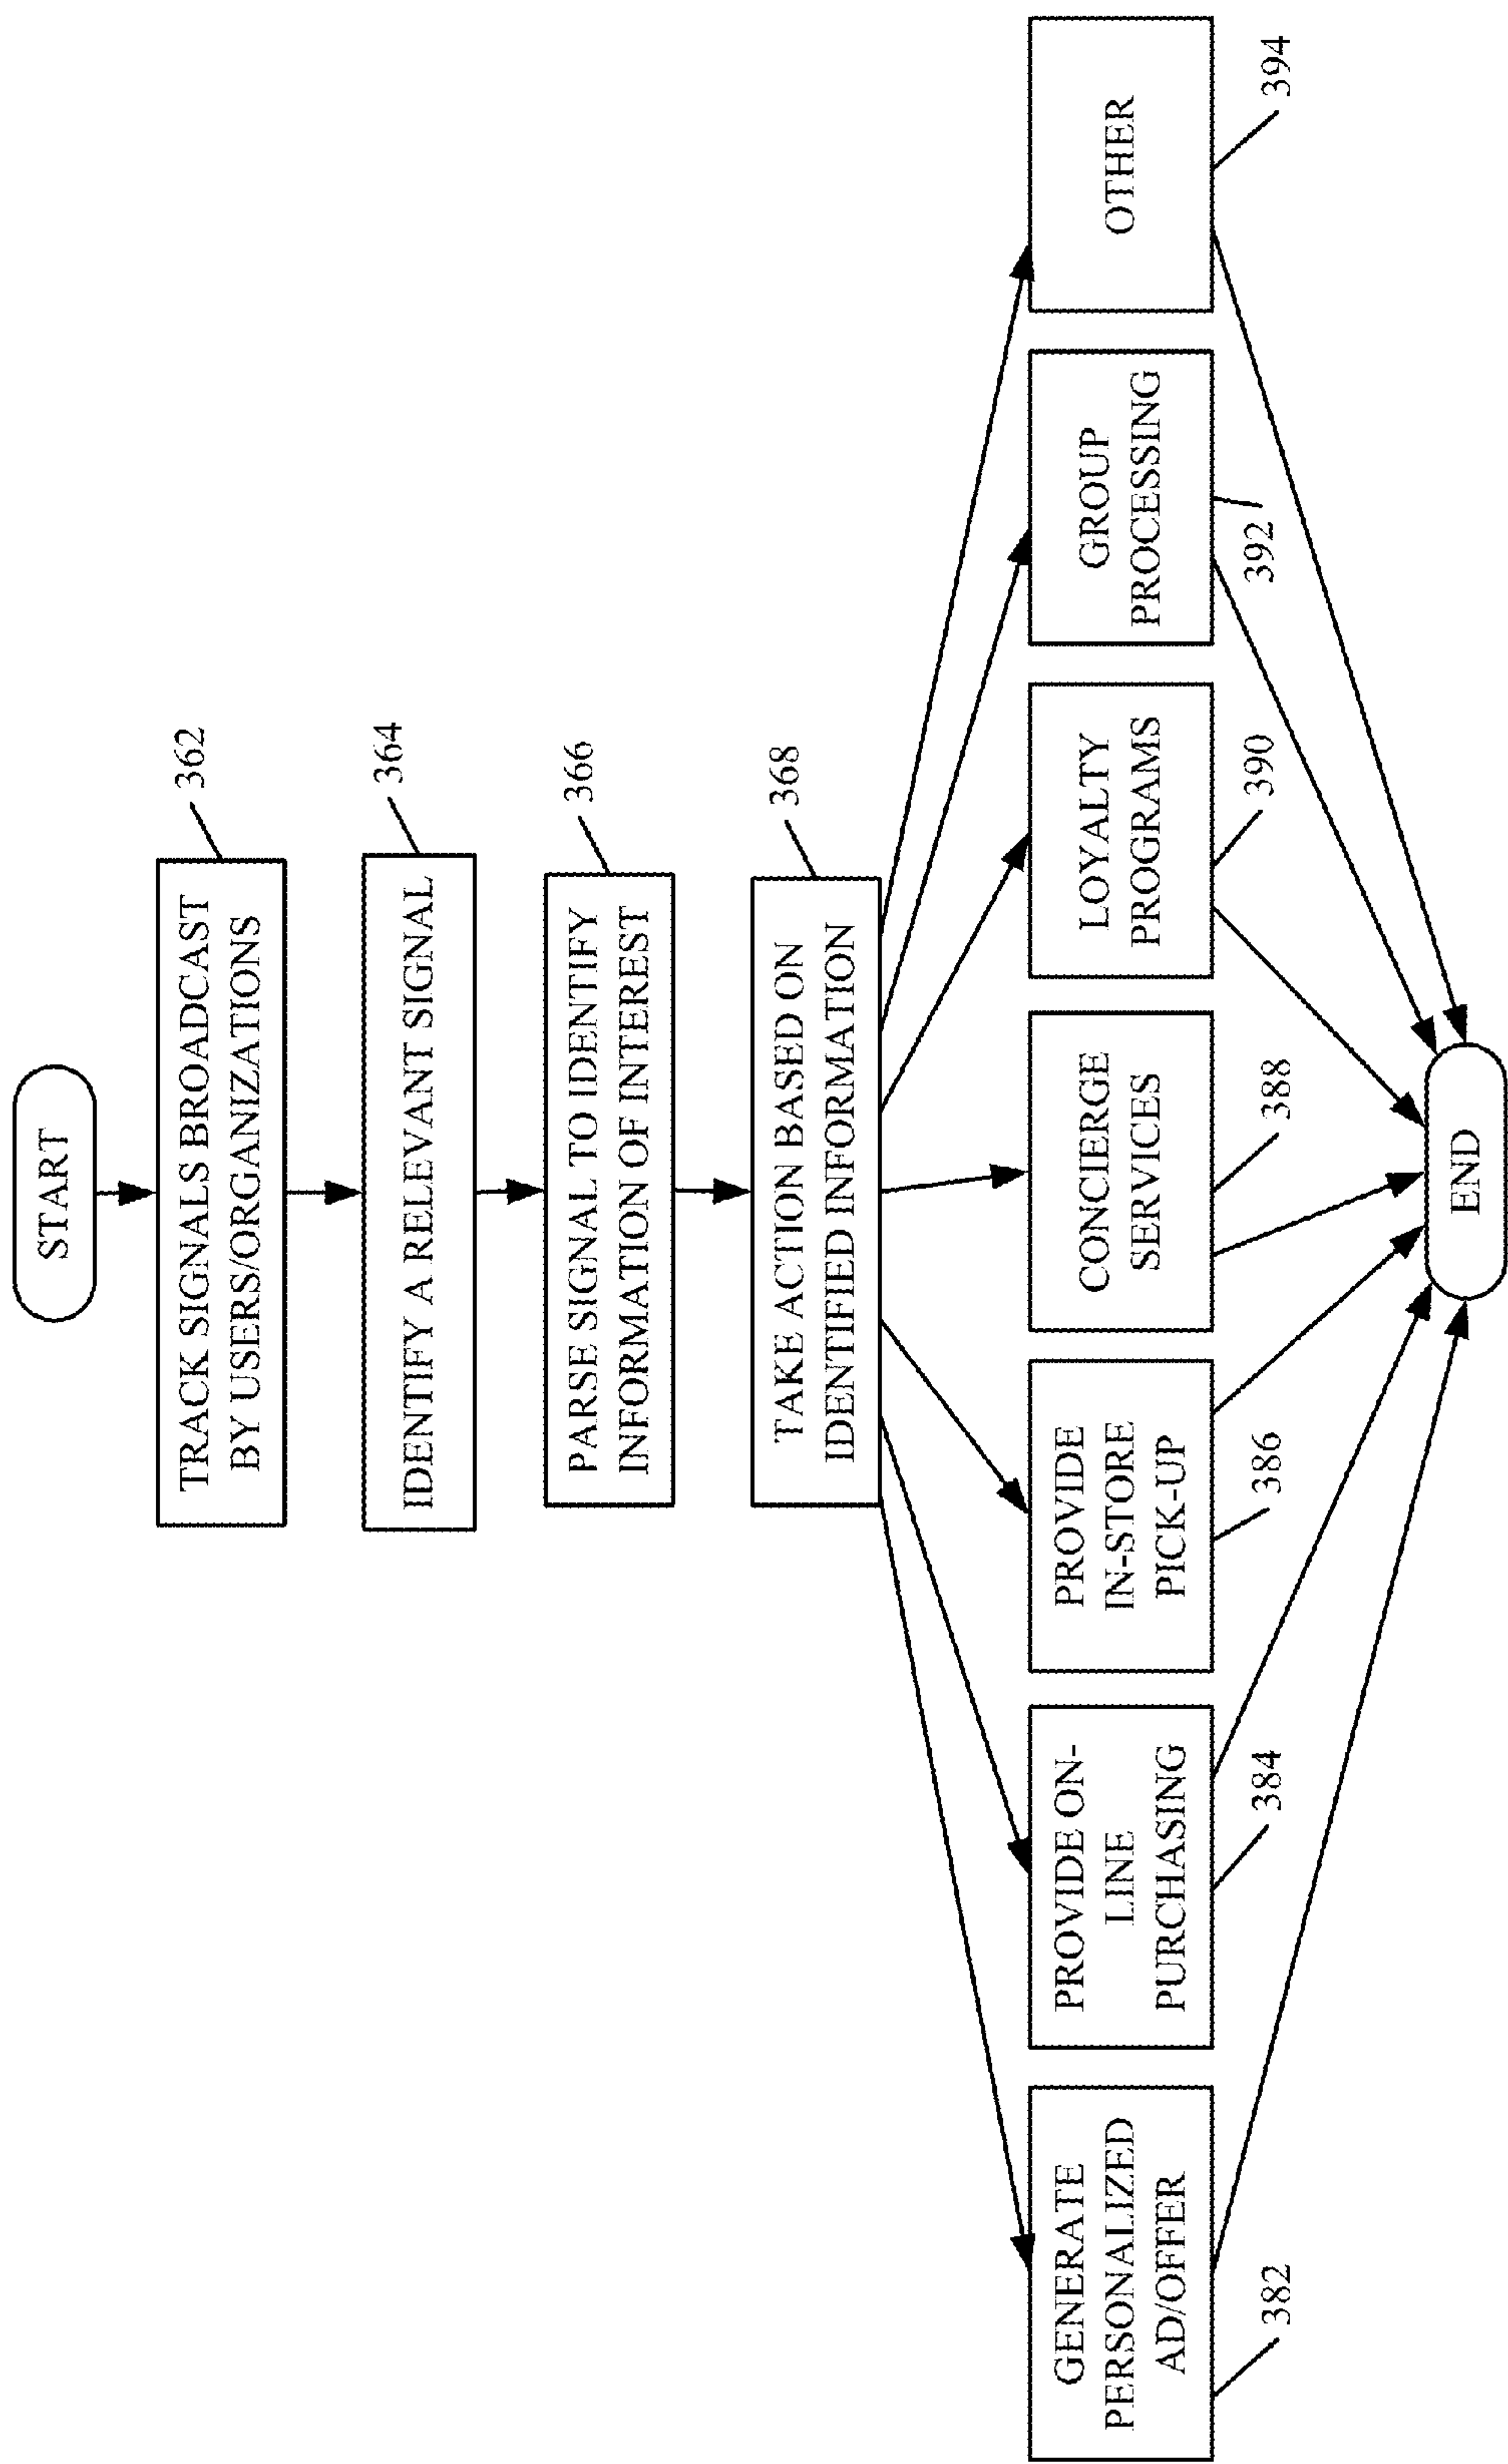 START
TRACK SIGNALS BROADCAST
BY USERS/ORGANIZATIONS
362
IDENTIFY A RELEVANT SIGNAL
364
PARSE SIGNAL TO IDENTIFY
INFORMATION OF INTEREST
366
TAKE ACTION BASED ON
IDENTIFIED INFORMATION
368
GENERATE
PERSONALIZED
AD/OFFER
382
PROVIDE ON-
LINE
PURCHASING
384
PROVIDE
IN-STORE
PICK-UP
386
CONCIERGE
SERVICES
388
LOYALTY
PROGRAMS
390
GROUP
PROCESSING
392
OTHER
394
END